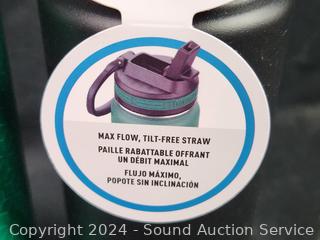 MAX FLOW, TILT-FREE STRAW
PAILLE RABATTABLE OFFRANT
UN DÉBIT MAXIMAL
FLUJO MÁXIMO,
POPOTE SIN INCLINACIÓN
Copyright 2024 - Sound Auction Service